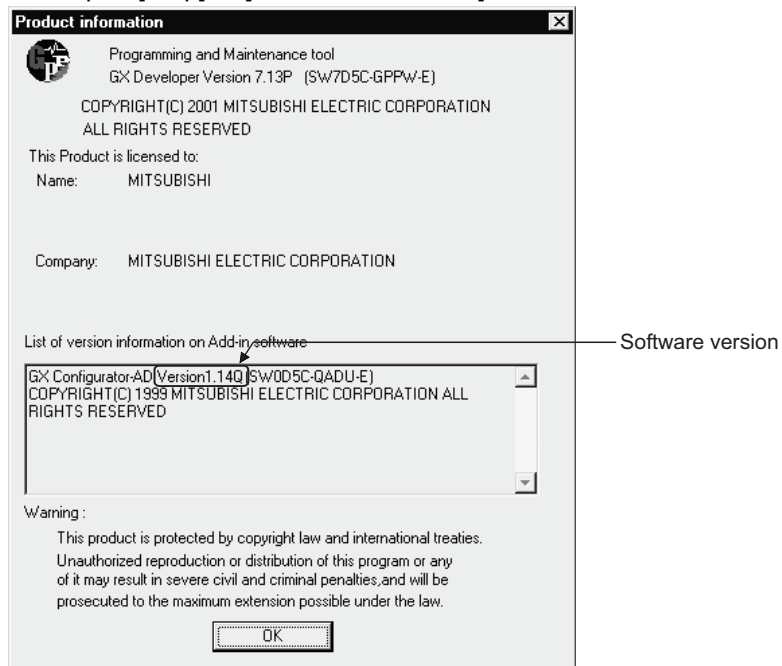 Product information
Programming and Maintenance tool
GX Developer Version 7.13P (SW7D5C-GPPW-E)
COPYRIGHT(C) 2001 MITSUBISHI ELECTRIC CORPORATION
ALL RIGHTS RESERVED
This Product is licensed to:
Name: MITSUBISHI
Company: MITSUBISHI ELECTRIC CORPORATION
List of version information on Add-in software
Software version
GX Configurator-AD Version1.14Q (SW0D5C-QADU-E)
COPYRIGHT(C) 1999 MITSUBISHI ELECTRIC CORPORATION ALL
RIGHTS RESERVED
Warning :
This product is protected by copyright law and international treaties.
Unauthorized reproduction or distribution of this program or any
of it may result in severe civil and criminal penalties,and will be
prosecuted to the maximum extension possible under the law.
OK